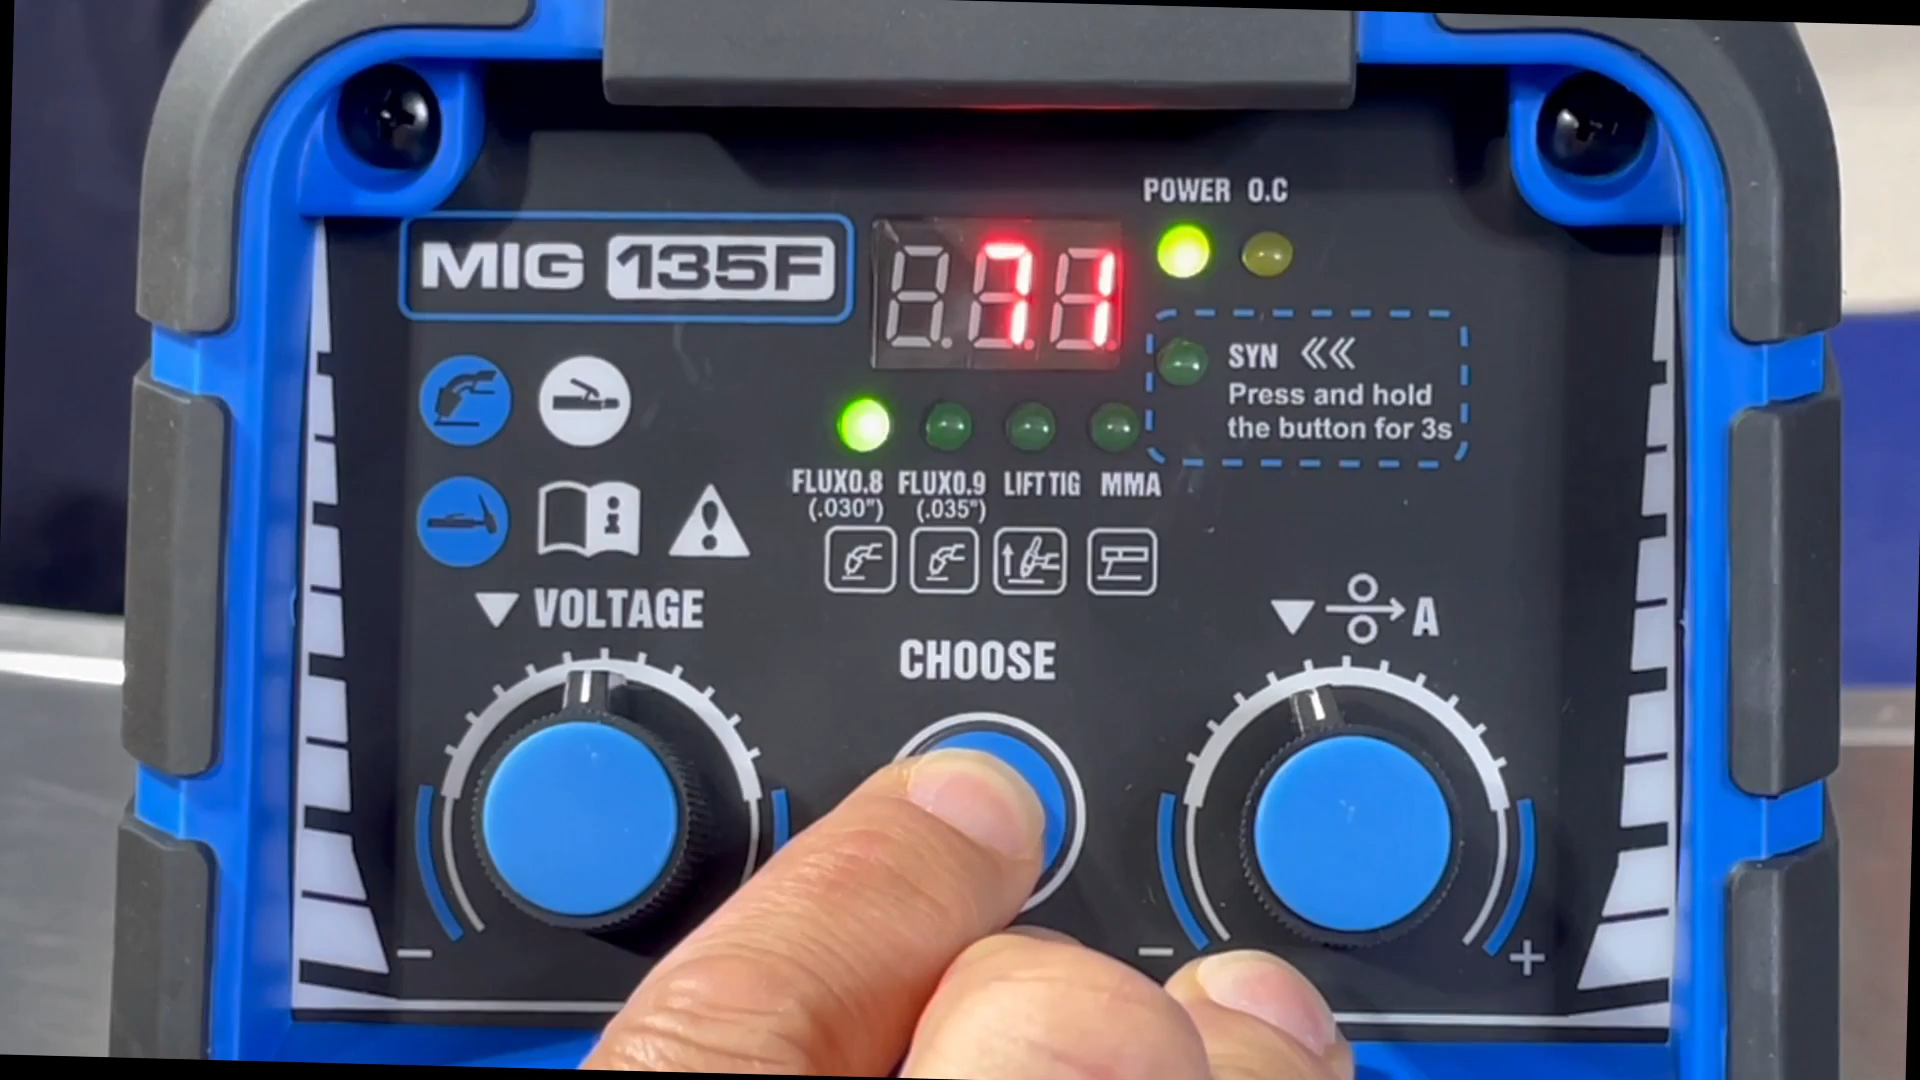 POWER O.C
MIG 135F
71
SYN
Press and hold
the button for 3s
FLUX0.8 FLUX0.9 LIFT TIG MMA
(.030") (.035")
VOLTAGE
A
CHOOSE
− − +